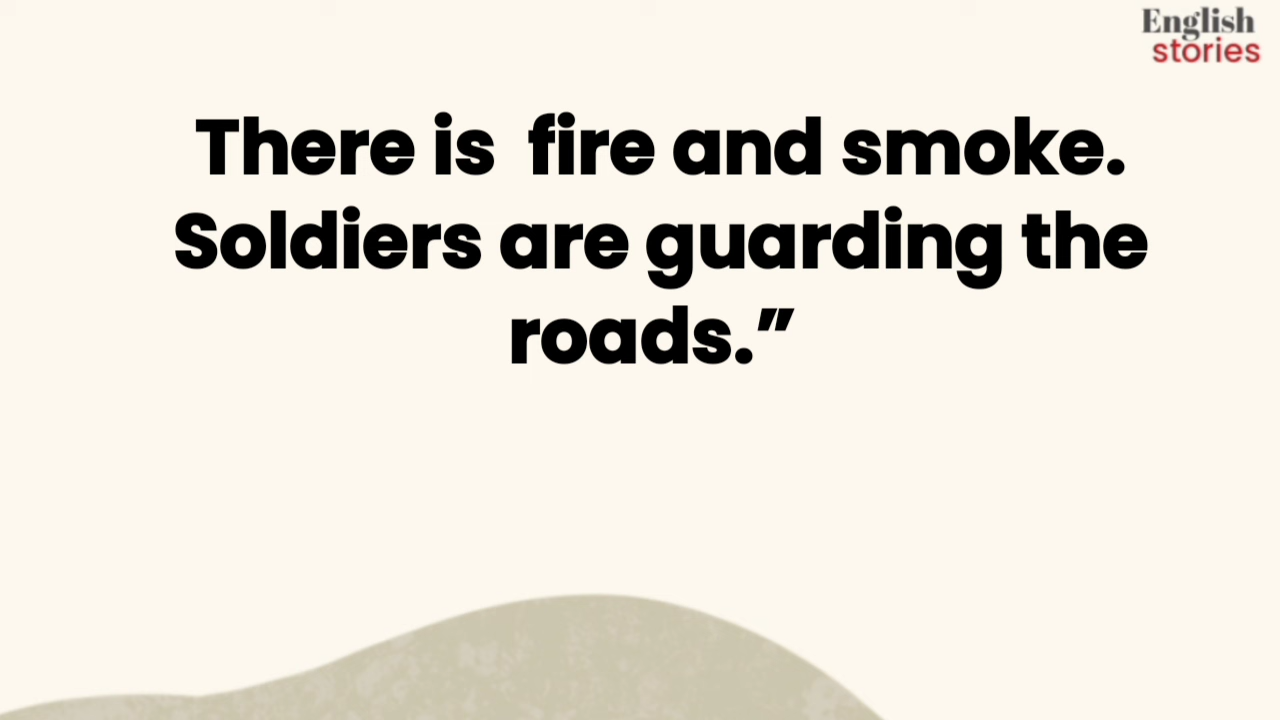 English
stories
There is  fire and smoke.
Soldiers are guarding the
roads.”